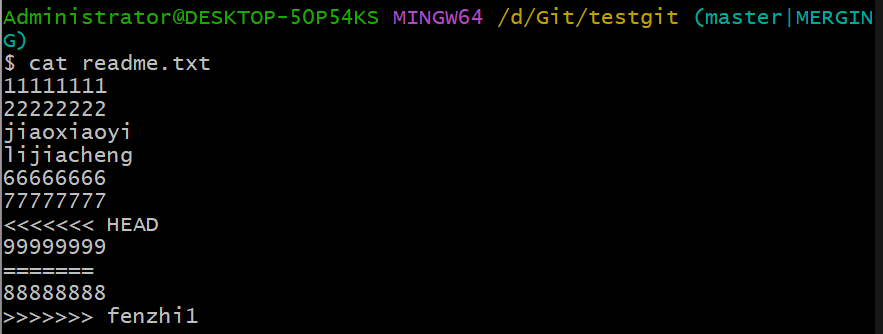 Administrator@DESKTOP-50P54KS MINGW64 /d/Git/testgit (master|MERGIN
G)
$ cat readme.txt
11111111
22222222
jiaoxiaoyi
lijiacheng
66666666
77777777
<<<<<<< HEAD
99999999
=======
88888888
>>>>>>> fenzhi1